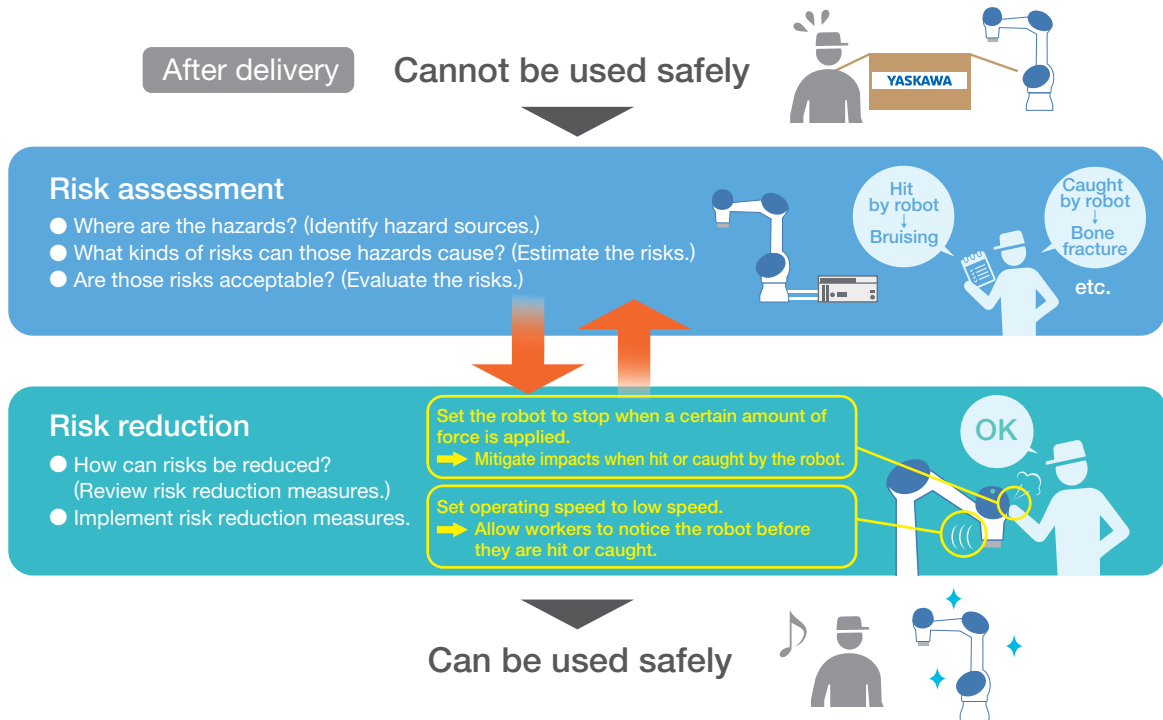 After delivery
Cannot be used safely
YASKAWA
Risk assessment
● Where are the hazards? (Identify hazard sources.)
● What kinds of risks can those hazards cause? (Estimate the risks.)
● Are those risks acceptable? (Evaluate the risks.)
Hit
by robot
↓
Bruising
Caught
by robot
↓
Bone
fracture
etc.
Risk reduction
● How can risks be reduced?
(Review risk reduction measures.)
● Implement risk reduction measures.
Set the robot to stop when a certain amount of
force is applied.
➡ Mitigate impacts when hit or caught by the robot.
Set operating speed to low speed.
➡ Allow workers to notice the robot before
they are hit or caught.
OK
Can be used safely